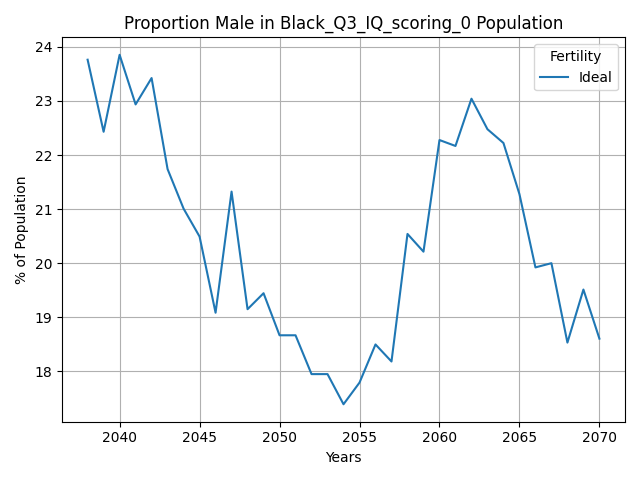 Proportion Male in Black_Q3_IQ_scoring_0 Population
Fertility
Ideal
% of Population
24
23
22
21
20
19
18
2040 2045 2050 2055 2060 2065 2070
Years